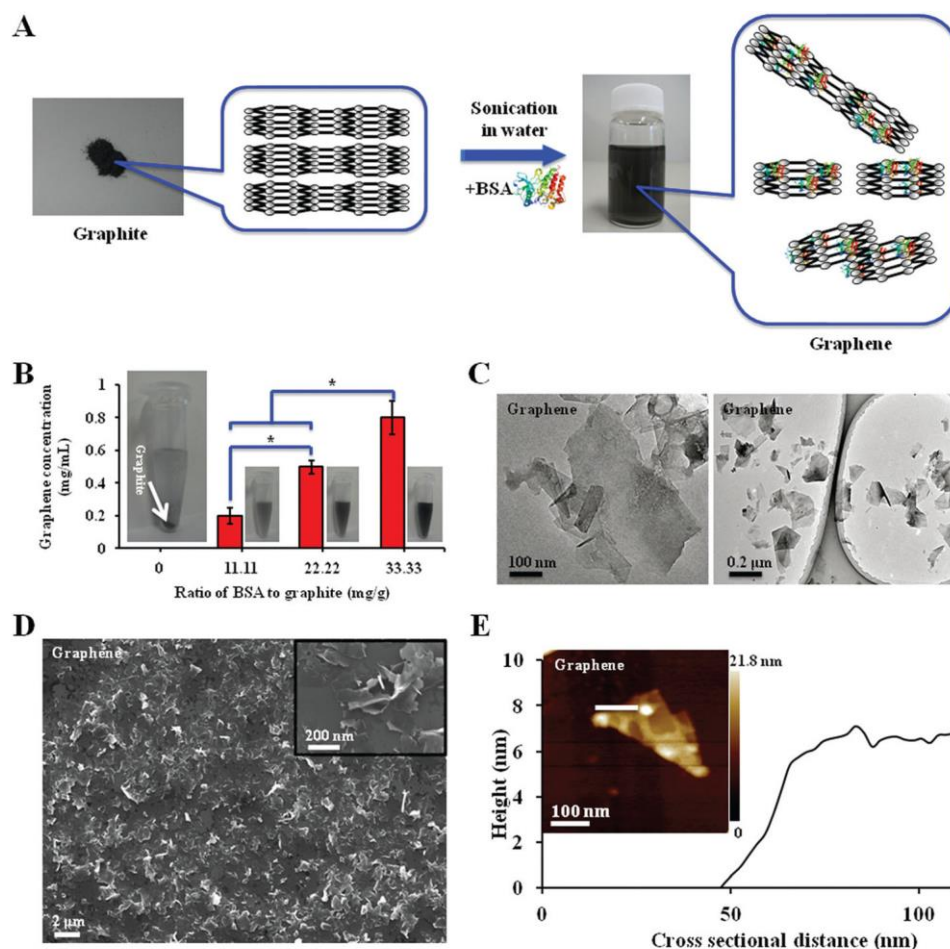 A
Graphite
Sonication
in water
+BSA
Graphene
B
Graphene concentration
(mg/mL)
1
0.8
0.6
0.4
0.2
0
Graphite
*
*
0
11.11
22.22
33.33
Ratio of BSA to graphite (mg/g)
C
Graphene
100 nm
Graphene
0.2 µm
D
Graphene
200 nm
2 µm
E
Height (nm)
10
8
6
4
2
0
Graphene
100 nm
21.8 nm
0
0
50
100
Cross sectional distance (nm)